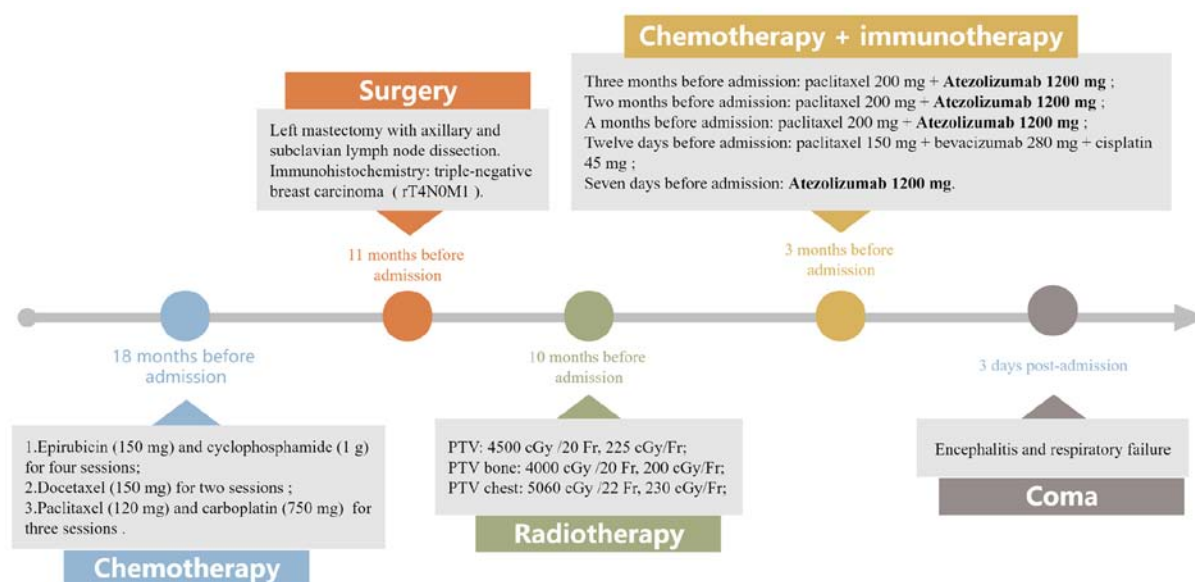 Chemotherapy + immunotherapy
Three months before admission: paclitaxel 200 mg + Atezolizumab 1200 mg ;
Two months before admission: paclitaxel 200 mg + Atezolizumab 1200 mg ;
A months before admission: paclitaxel 200 mg + Atezolizumab 1200 mg ;
Twelve days before admission: paclitaxel 150 mg + bevacizumab 280 mg + cisplatin
45 mg ;
Seven days before admission: Atezolizumab 1200 mg.
Surgery
Left mastectomy with axillary and
subclavian lymph node dissection.
Immunohistochemistry: triple-negative
breast carcinoma ( rT4N0M1 ).
11 months before
admission
3 months before
admission
18 months before
admission
10 months before
admission
3 days post-admission
1.Epirubicin (150 mg) and cyclophosphamide (1 g)
for four sessions;
2.Docetaxel (150 mg) for two sessions ;
3.Paclitaxel (120 mg) and carboplatin (750 mg) for
three sessions .
Chemotherapy
PTV: 4500 cGy /20 Fr, 225 cGy/Fr;
PTV bone: 4000 cGy /20 Fr, 200 cGy/Fr;
PTV chest: 5060 cGy /22 Fr, 230 cGy/Fr;
Radiotherapy
Encephalitis and respiratory failure
Coma